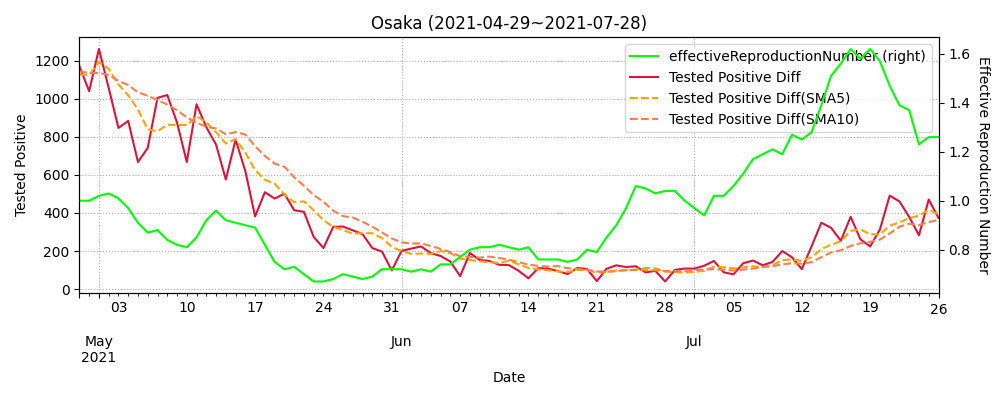 Osaka (2021-04-29~2021-07-28)
effectiveReproductionNumber (right)
Tested Positive Diff
Tested Positive Diff(SMA5)
Tested Positive Diff(SMA10)
Tested Positive
1200
1000
800
600
400
200
0
1.6
1.4
1.2
1.0
0.8
Effective Reproduction Number
03 10 17 24 31 07 14 21 28 05 12 19 26
May Jun Jul
2021
Date